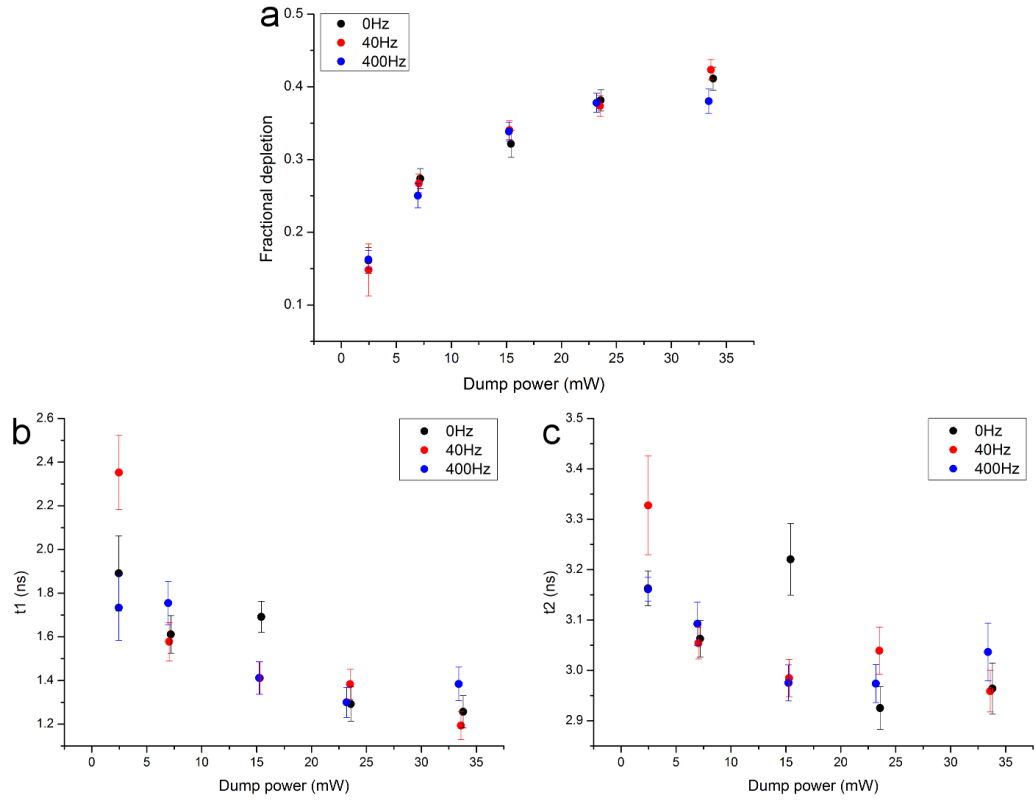 a
0Hz
40Hz
400Hz
0.5
0.4
0.3
0.2
0.1
Fractional depletion
0 5 10 15 20 25 30 35
Dump power (mW)
b
0Hz
40Hz
400Hz
2.6
2.4
2.2
2.0
1.8
1.6
1.4
1.2
t1 (ns)
0 5 10 15 20 25 30 35
Dump power (mW)
c
0Hz
40Hz
400Hz
3.5
3.4
3.3
3.2
3.1
3.0
2.9
t2 (ns)
0 5 10 15 20 25 30 35
Dump power (mW)